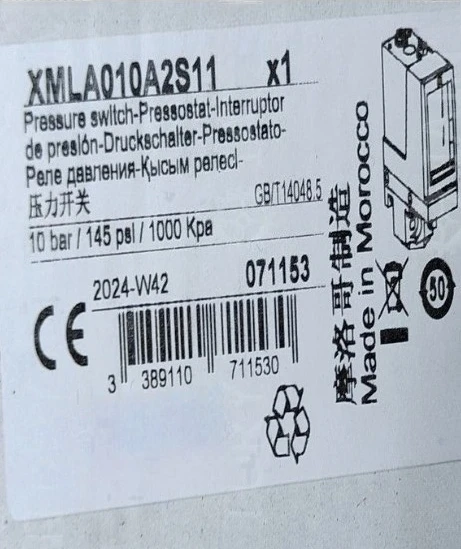 XMLA010A2S11 x1
Pressure switch-Pressostat-Interruptor
de presión-Druckschalter-Pressostato-
Реле давления-Қысым релесі-
压力开关
GB/T14048.5
10 bar / 145 psi / 1000 Kpa
2024-W42
071153
CE
3 389110 711530
摩洛哥制造
Made in Morocco
50